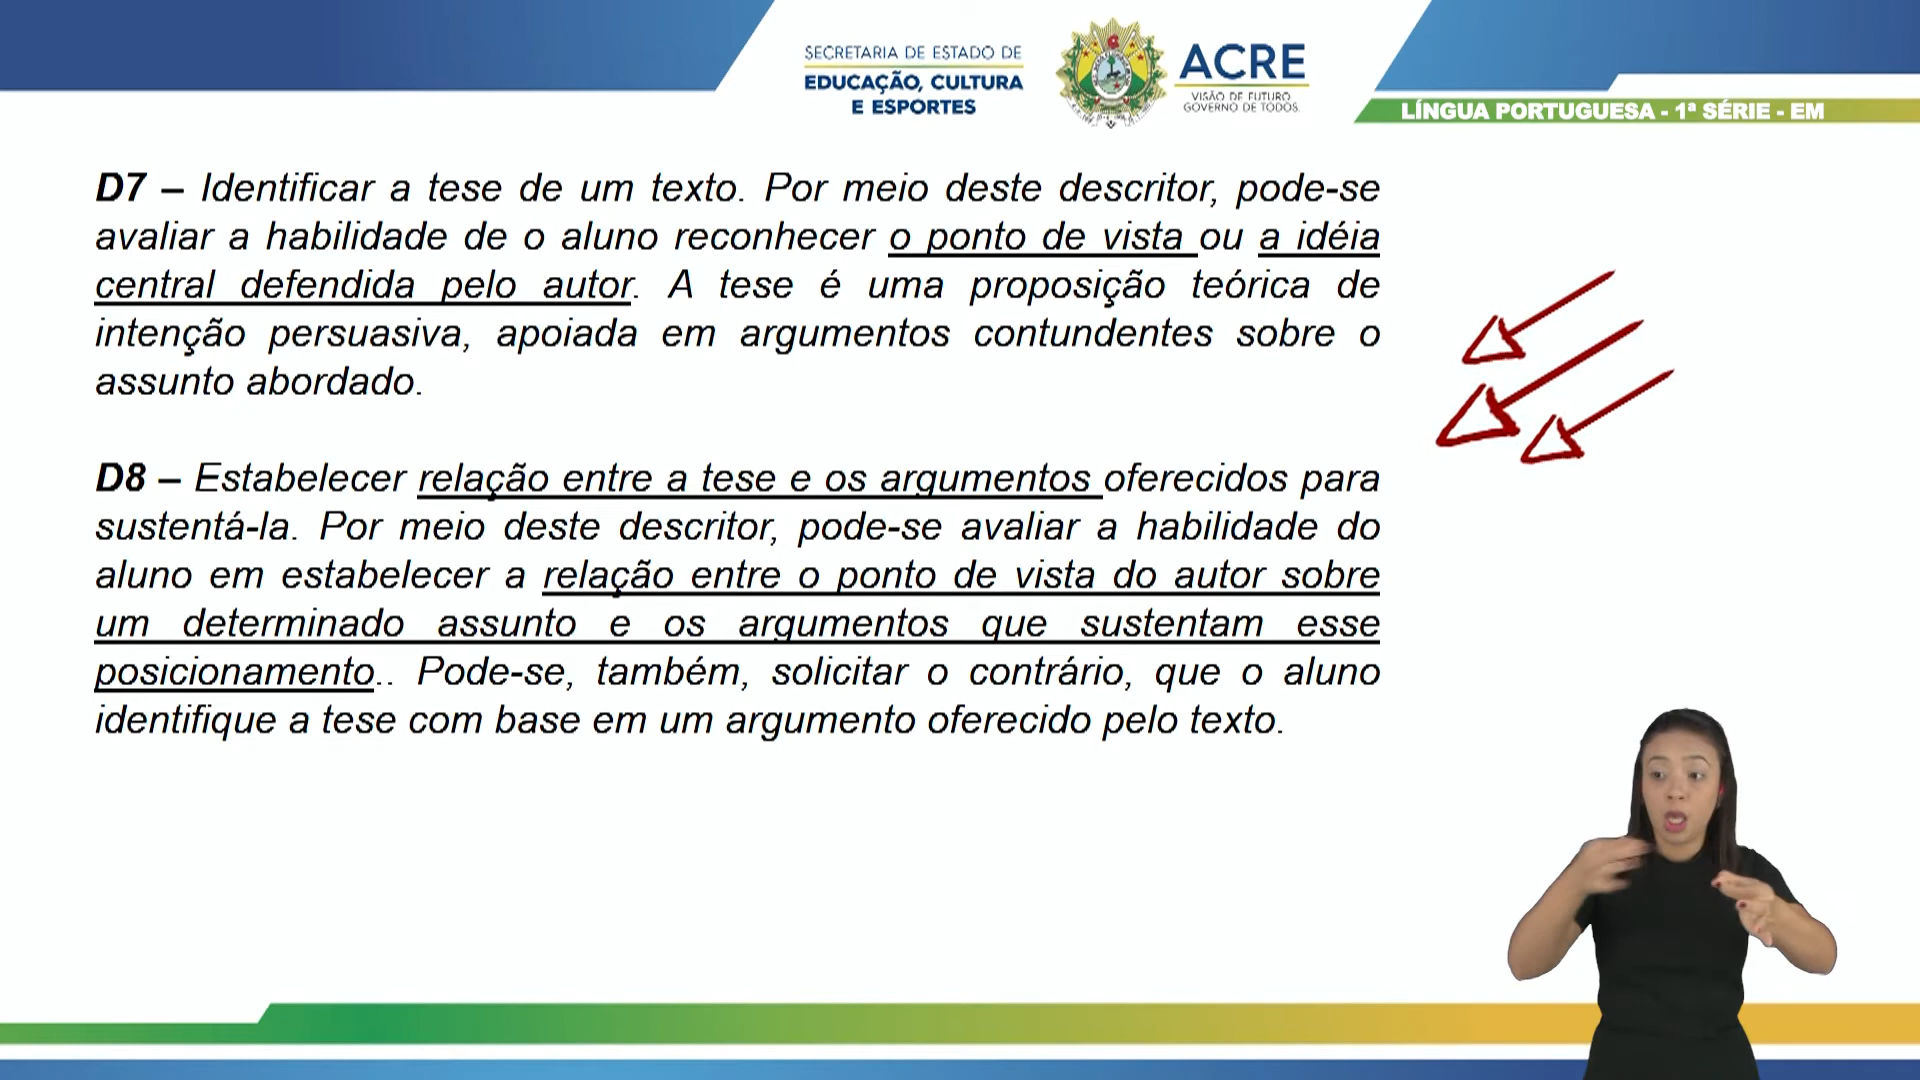 SECRETARIA DE ESTADO DE
EDUCAÇÃO, CULTURA
E ESPORTES
ACRE
VISÃO DE FUTURO
GOVERNO DE TODOS.
LÍNGUA PORTUGUESA - 1ª SÉRIE - EM
D7 – Identificar a tese de um texto. Por meio deste descritor, pode-se
avaliar a habilidade de o aluno reconhecer o ponto de vista ou a idéia
central defendida pelo autor. A tese é uma proposição teórica de
intenção persuasiva, apoiada em argumentos contundentes sobre o
assunto abordado.
D8 – Estabelecer relação entre a tese e os argumentos oferecidos para
sustentá-la. Por meio deste descritor, pode-se avaliar a habilidade do
aluno em estabelecer a relação entre o ponto de vista do autor sobre
um determinado assunto e os argumentos que sustentam esse
posicionamento.. Pode-se, também, solicitar o contrário, que o aluno
identifique a tese com base em um argumento oferecido pelo texto.